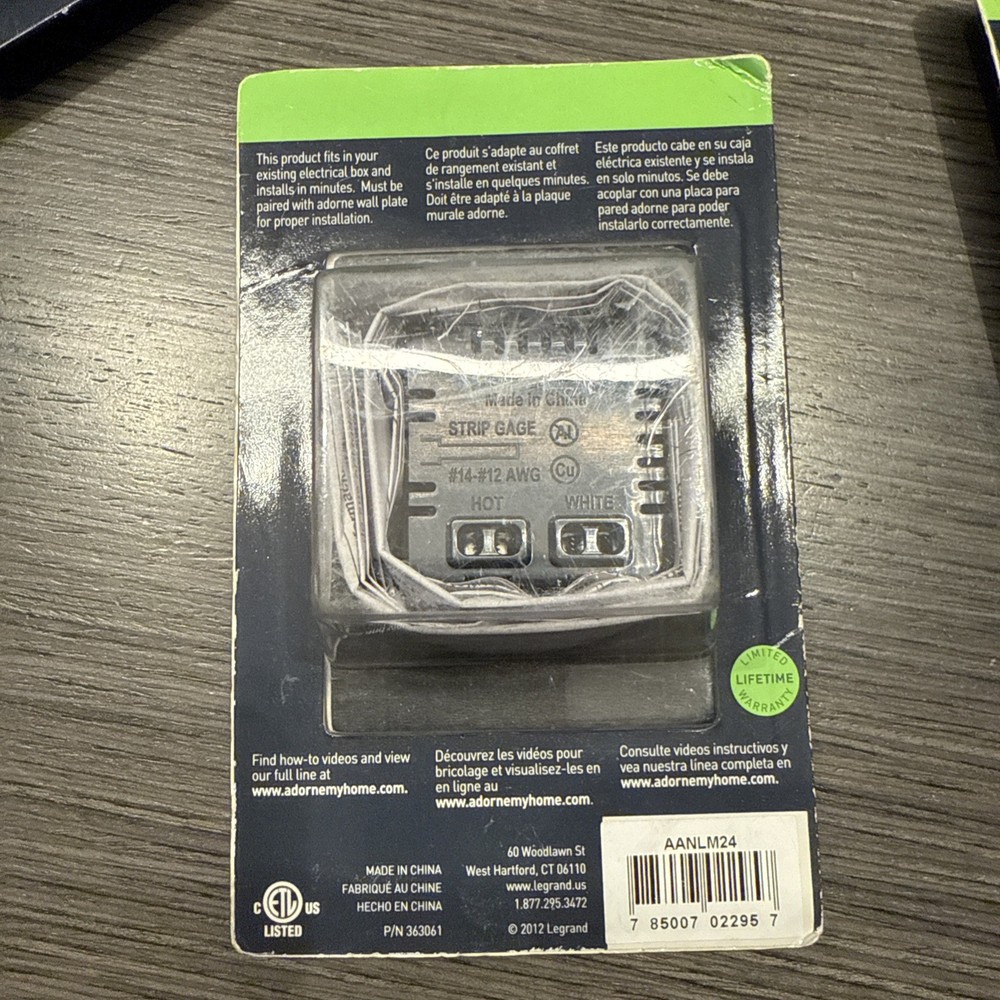 This product fits in your
existing electrical box and
installs in minutes. Must be
paired with adorne wall plate
for proper installation.
Ce produit s'adapte au coffret
de rangement existant et
s'installe en quelques minutes.
Doit être adapté à la plaque
murale adorne.
Este producto cabe en su caja
eléctrica existente y se instala
en solo minutos. Se debe
acoplar con una placa para
pared adorne para poder
instalarlo correctamente.
Made in China
STRIP GAGE
Al
#14-#12 AWG
Cu
HOT
WHITE
LIMITED
LIFETIME
WARRANTY
Find how-to videos and view
our full line at
www.adornemyhome.com.
Découvrez les vidéos pour
bricolage et visualisez-les en
en ligne au
www.adornemyhome.com.
Consulte videos instructivos y
vea nuestra línea completa en
www.adornemyhome.com.
C ETL US
LISTED
MADE IN CHINA
FABRIQUÉ AU CHINE
HECHO EN CHINA
P/N 363061
60 Woodlawn St
West Hartford, CT 06110
www.legrand.us
1.877.295.3472
© 2012 Legrand
AANLM24
7 85007 02295 7